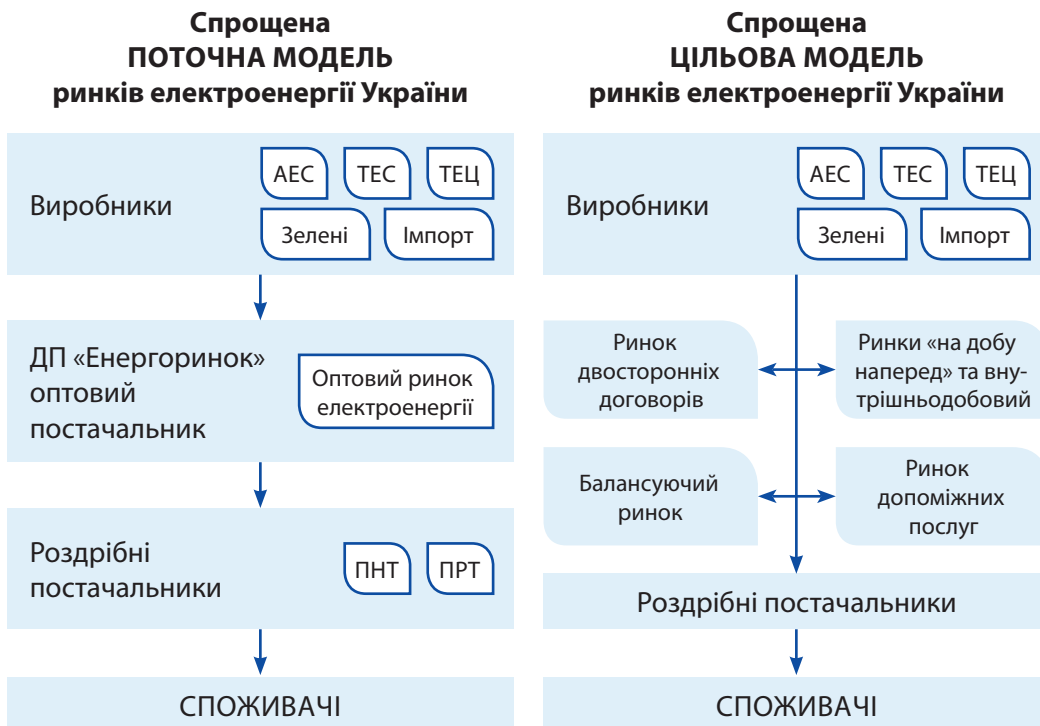 Спрощена
ПОТОЧНА МОДЕЛЬ
ринків електроенергії України
Виробники
АЕС
ТЕС
ТЕЦ
Зелені
Імпорт
ДП «Енергоринок»
оптовий
постачальник
Оптовий ринок
електроенергії
Роздрібні
постачальники
ПНТ
ПРТ
СПОЖИВАЧІ
Спрощена
ЦІЛЬОВА МОДЕЛЬ
ринків електроенергії України
Виробники
АЕС
ТЕС
ТЕЦ
Зелені
Імпорт
Ринок
двосторонніх
договорів
Ринки «на добу
наперед» та вну-
трішньодобовий
Балансуючий
ринок
Ринок
допоміжних
послуг
Роздрібні постачальники
СПОЖИВАЧІ